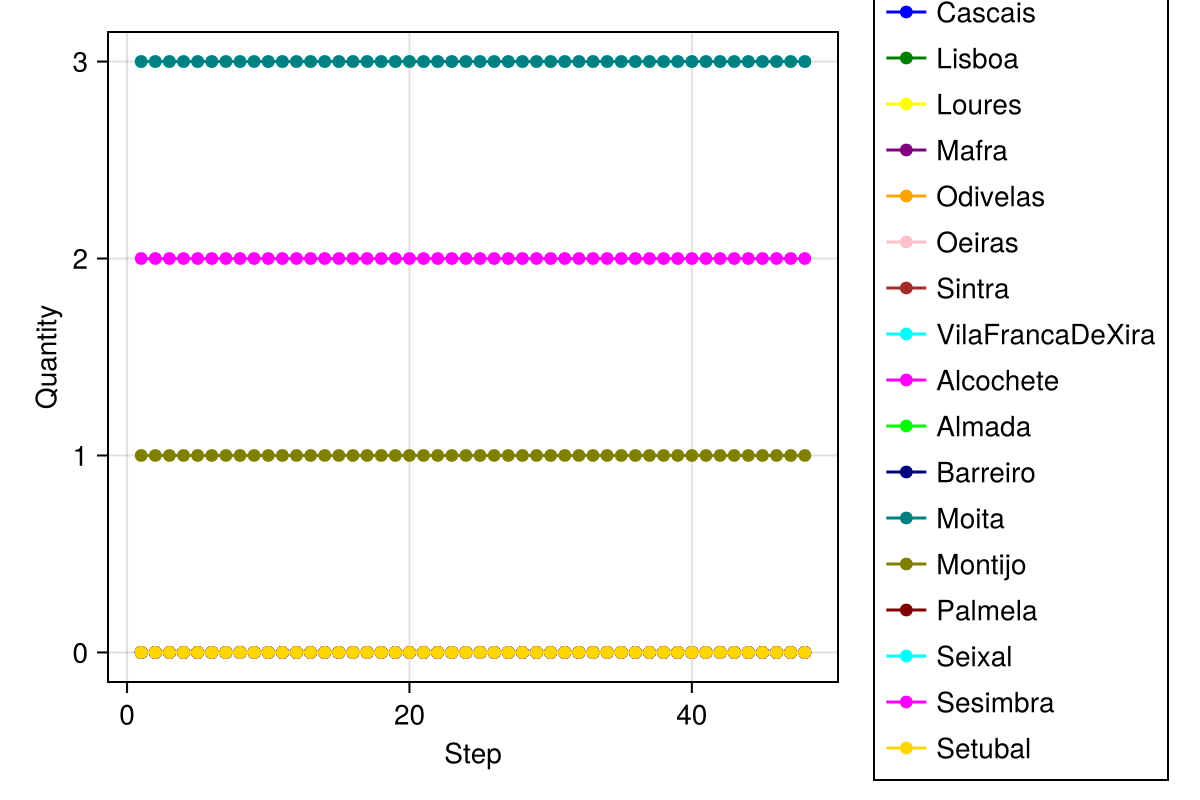 3
2
1
0
Quantity
0 20 40
Step
Cascais
Lisboa
Loures
Mafra
Odivelas
Oeiras
Sintra
VilaFrancaDeXira
Alcochete
Almada
Barreiro
Moita
Montijo
Palmela
Seixal
Sesimbra
Setubal